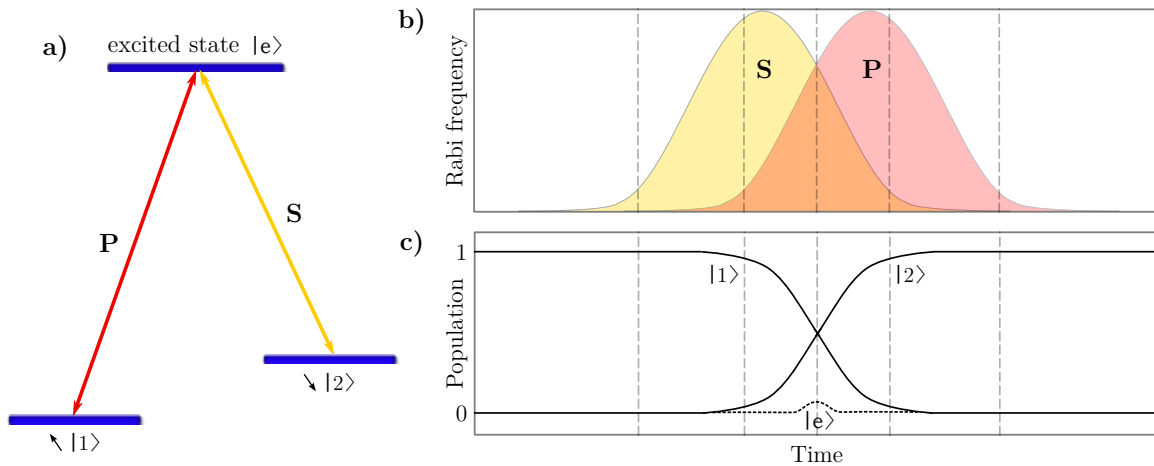 a)
excited state |e⟩
P
S
↘ |2⟩
↖ |1⟩
b)
Rabi frequency
S
P
c)
Population
1
0
|1⟩
|2⟩
|e⟩
Time